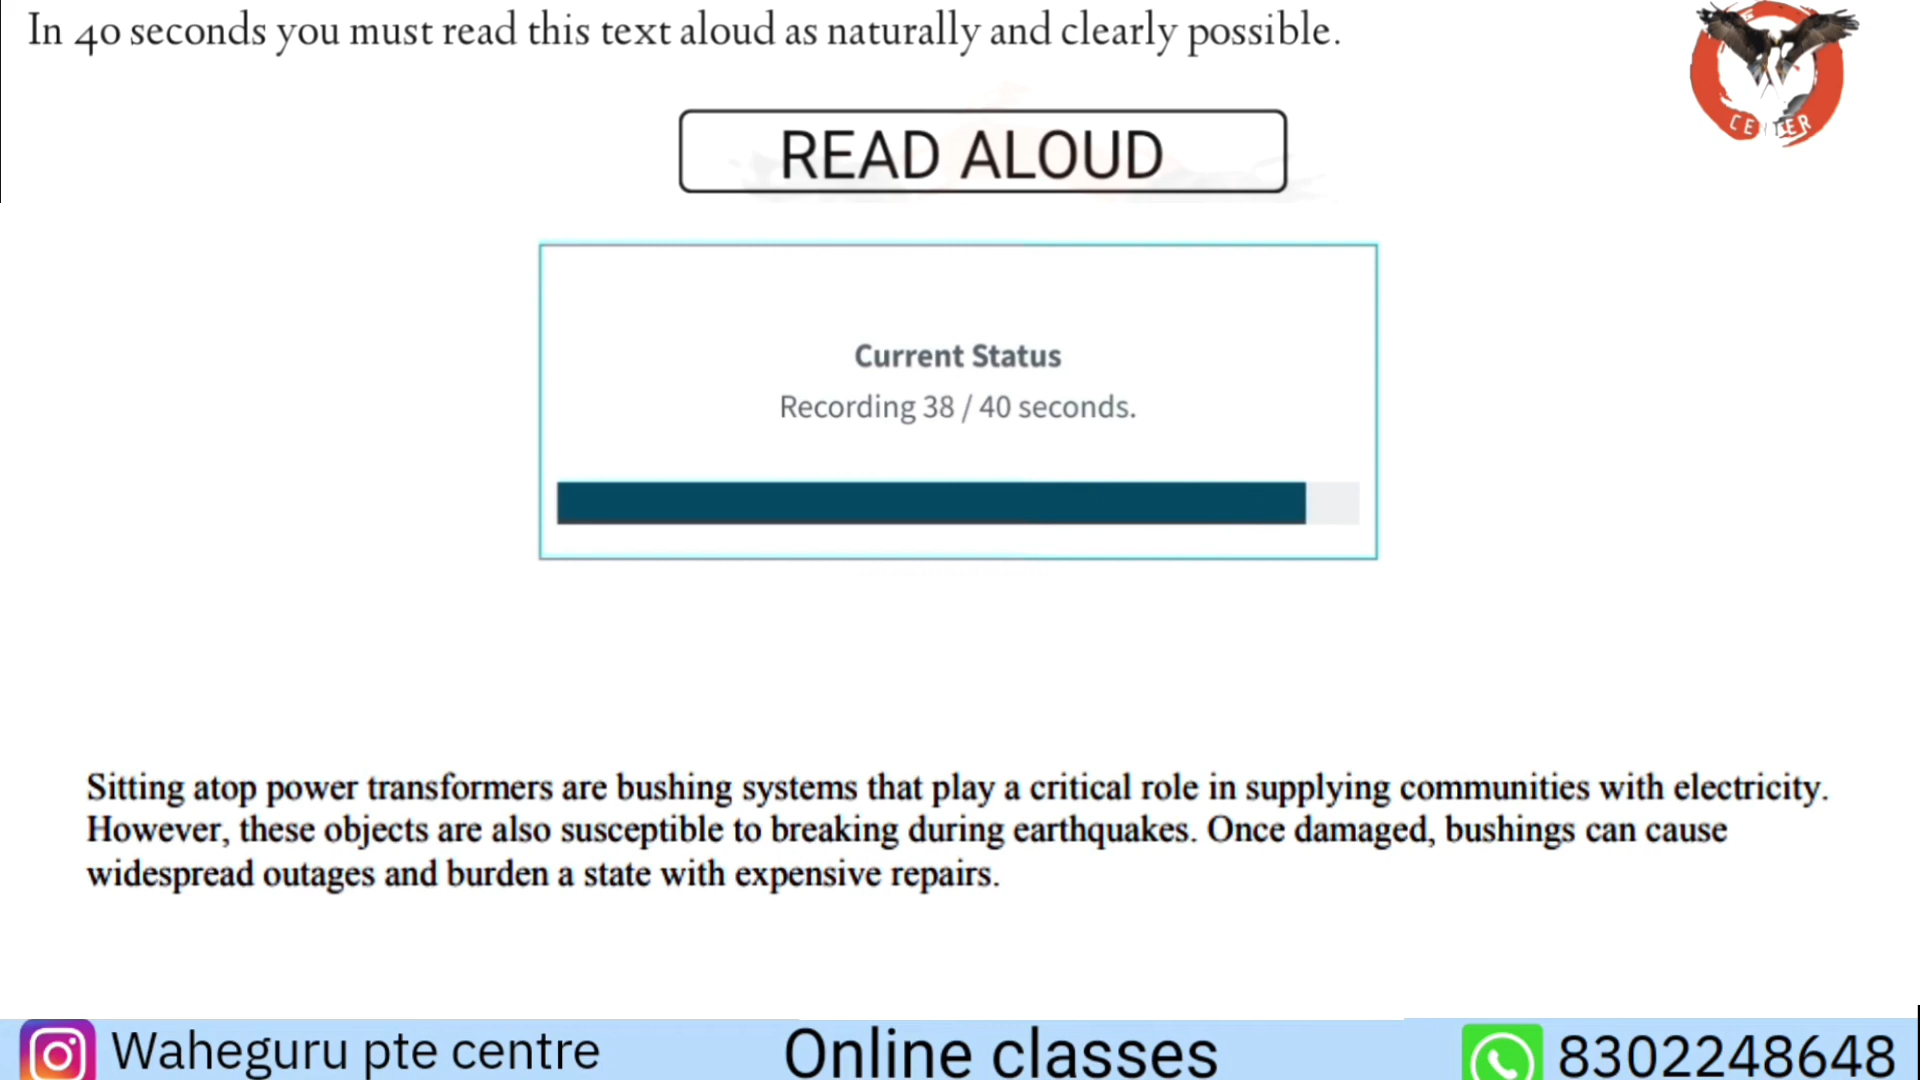 In 40 seconds you must read this text aloud as naturally and clearly possible.
READ ALOUD
Current Status
Recording 38 / 40 seconds.
Sitting atop power transformers are bushing systems that play a critical role in supplying communities with electricity.
However, these objects are also susceptible to breaking during earthquakes. Once damaged, bushings can cause
widespread outages and burden a state with expensive repairs.
Waheguru pte centre
Online classes
8302248648